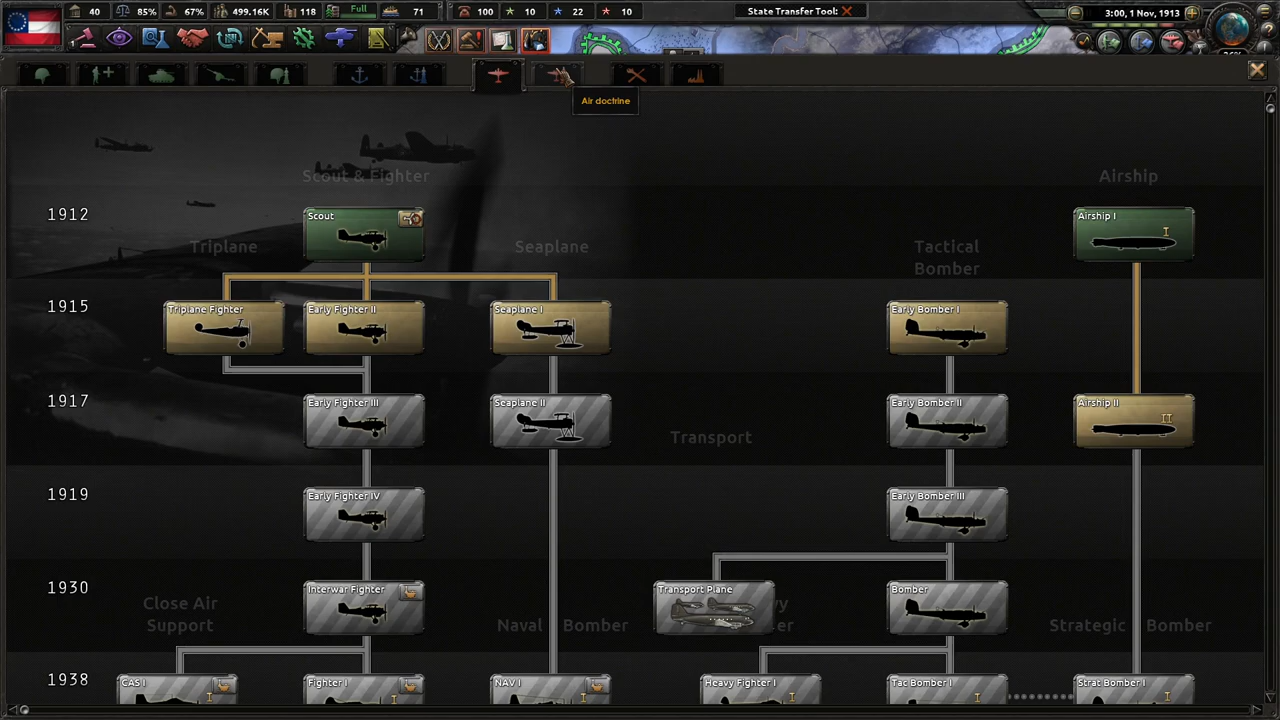 40 85% 67% 499.16K 118 Full 71 100 10 22 10
State Transfer Tool:
3:00, 1 Nov, 1913
Air doctrine
Scout & Fighter
Airship
1912
Scout
Airship I
I
Triplane
Seaplane
Tactical
Bomber
1915
Triplane Fighter
Early Fighter II
Seaplane I
Early Bomber I
1917
Early Fighter III
Seaplane II
Early Bomber II
Airship II
II
Transport
1919
Early Fighter IV
Early Bomber III
1930
Interwar Fighter
Transport Plane
Bomber
Close Air
Support
Naval Bomber
Strategic Bomber
1938
CAS I
I
Fighter I
I
NAV I
I
Heavy Fighter I
I
Tac Bomber I
I
Strat Bomber I
I